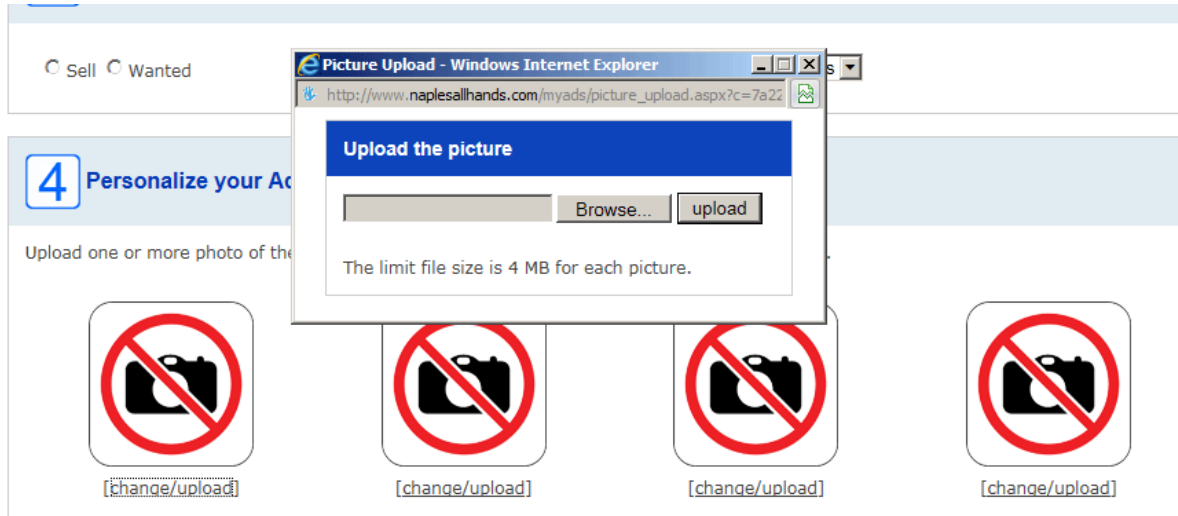 Sell Wanted
s
Picture Upload - Windows Internet Explorer
http://www.naplesallhands.com/myads/picture_upload.aspx?c=7a22
Upload the picture
Browse... upload
The limit file size is 4 MB for each picture.
4 Personalize your Ad
Upload one or more photo of the
[change/upload] [change/upload] [change/upload] [change/upload]